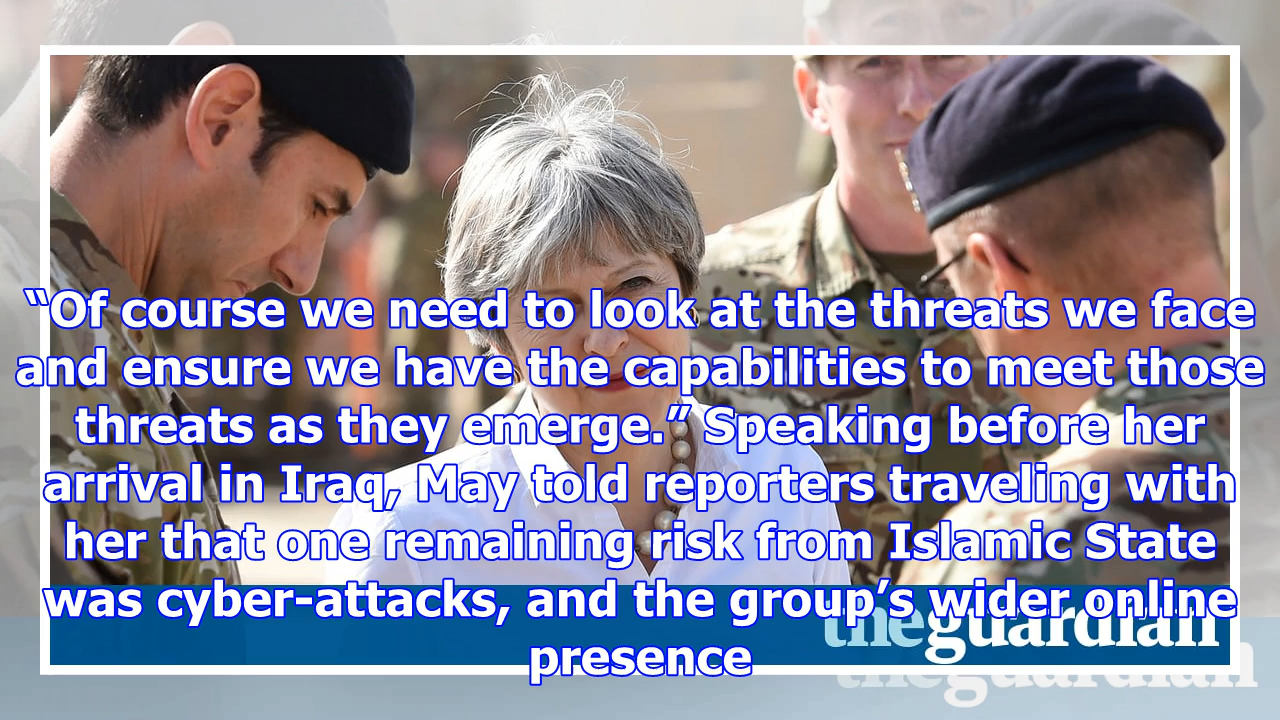 “Of course we need to look at the threats we face
and ensure we have the capabilities to meet those
threats as they emerge.” Speaking before her
arrival in Iraq, May told reporters traveling with
her that one remaining risk from Islamic State
was cyber-attacks, and the group’s wider online
presence
theguardian
theguardian